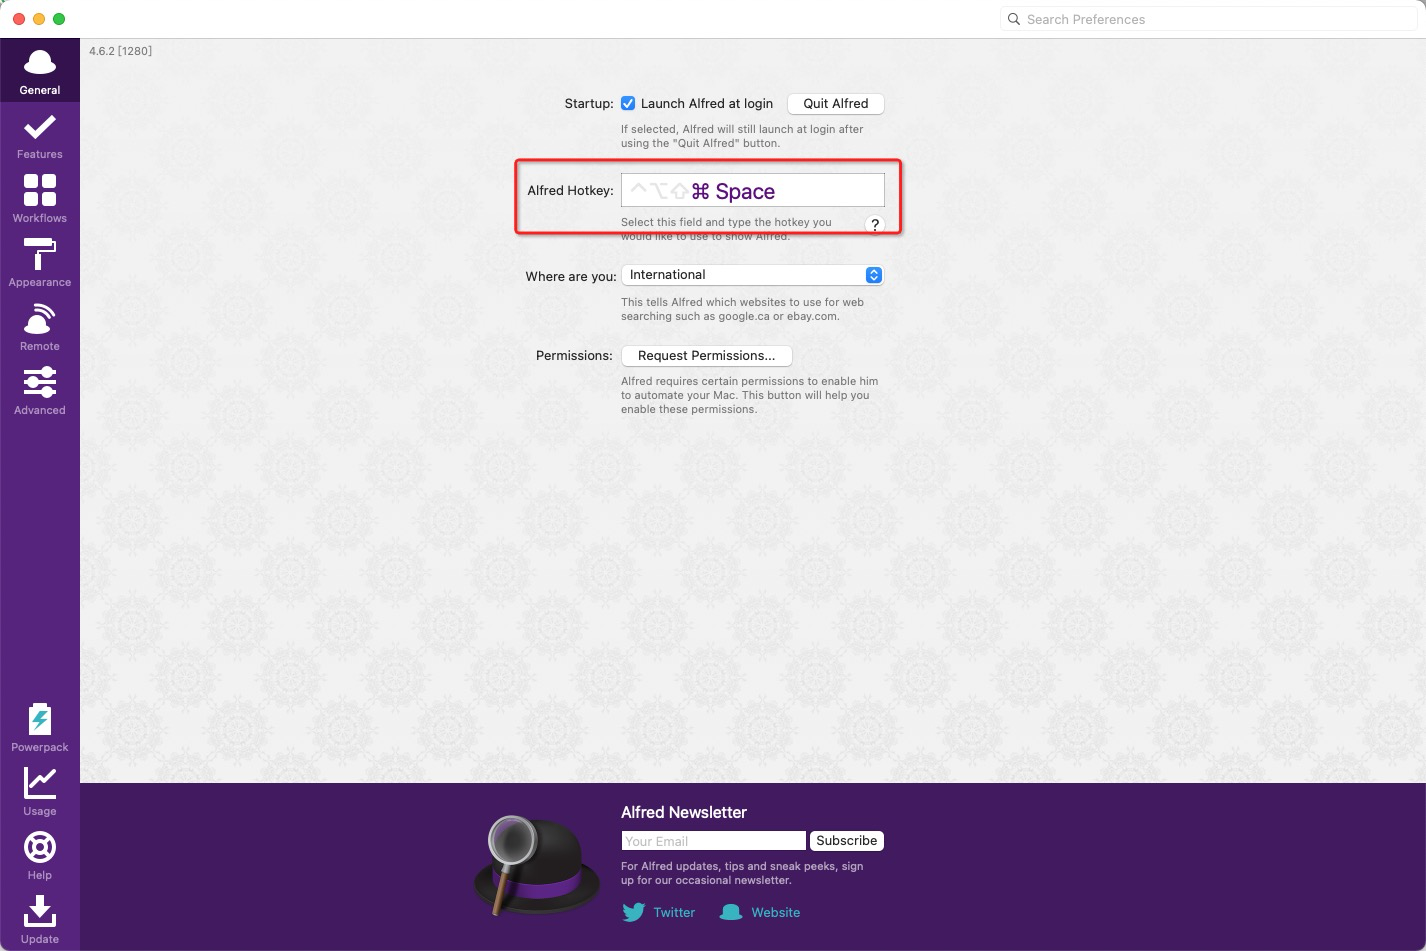 Search Preferences
4.6.2 [1280]
General
Features
Workflows
Appearance
Remote
Advanced
Powerpack
Usage
Help
Update
Startup: Launch Alfred at login Quit Alfred
If selected, Alfred will still launch at login after
using the "Quit Alfred" button.
Alfred Hotkey: ^⌥⇧⌘ Space
Select this field and type the hotkey you ?
would like to use to show Alfred.
Where are you: International
This tells Alfred which websites to use for web
searching such as google.ca or ebay.com.
Permissions: Request Permissions...
Alfred requires certain permissions to enable him
to automate your Mac. This button will help you
enable these permissions.
Alfred Newsletter
Your Email Subscribe
For Alfred updates, tips and sneak peeks, sign
up for our occasional newsletter.
Twitter Website